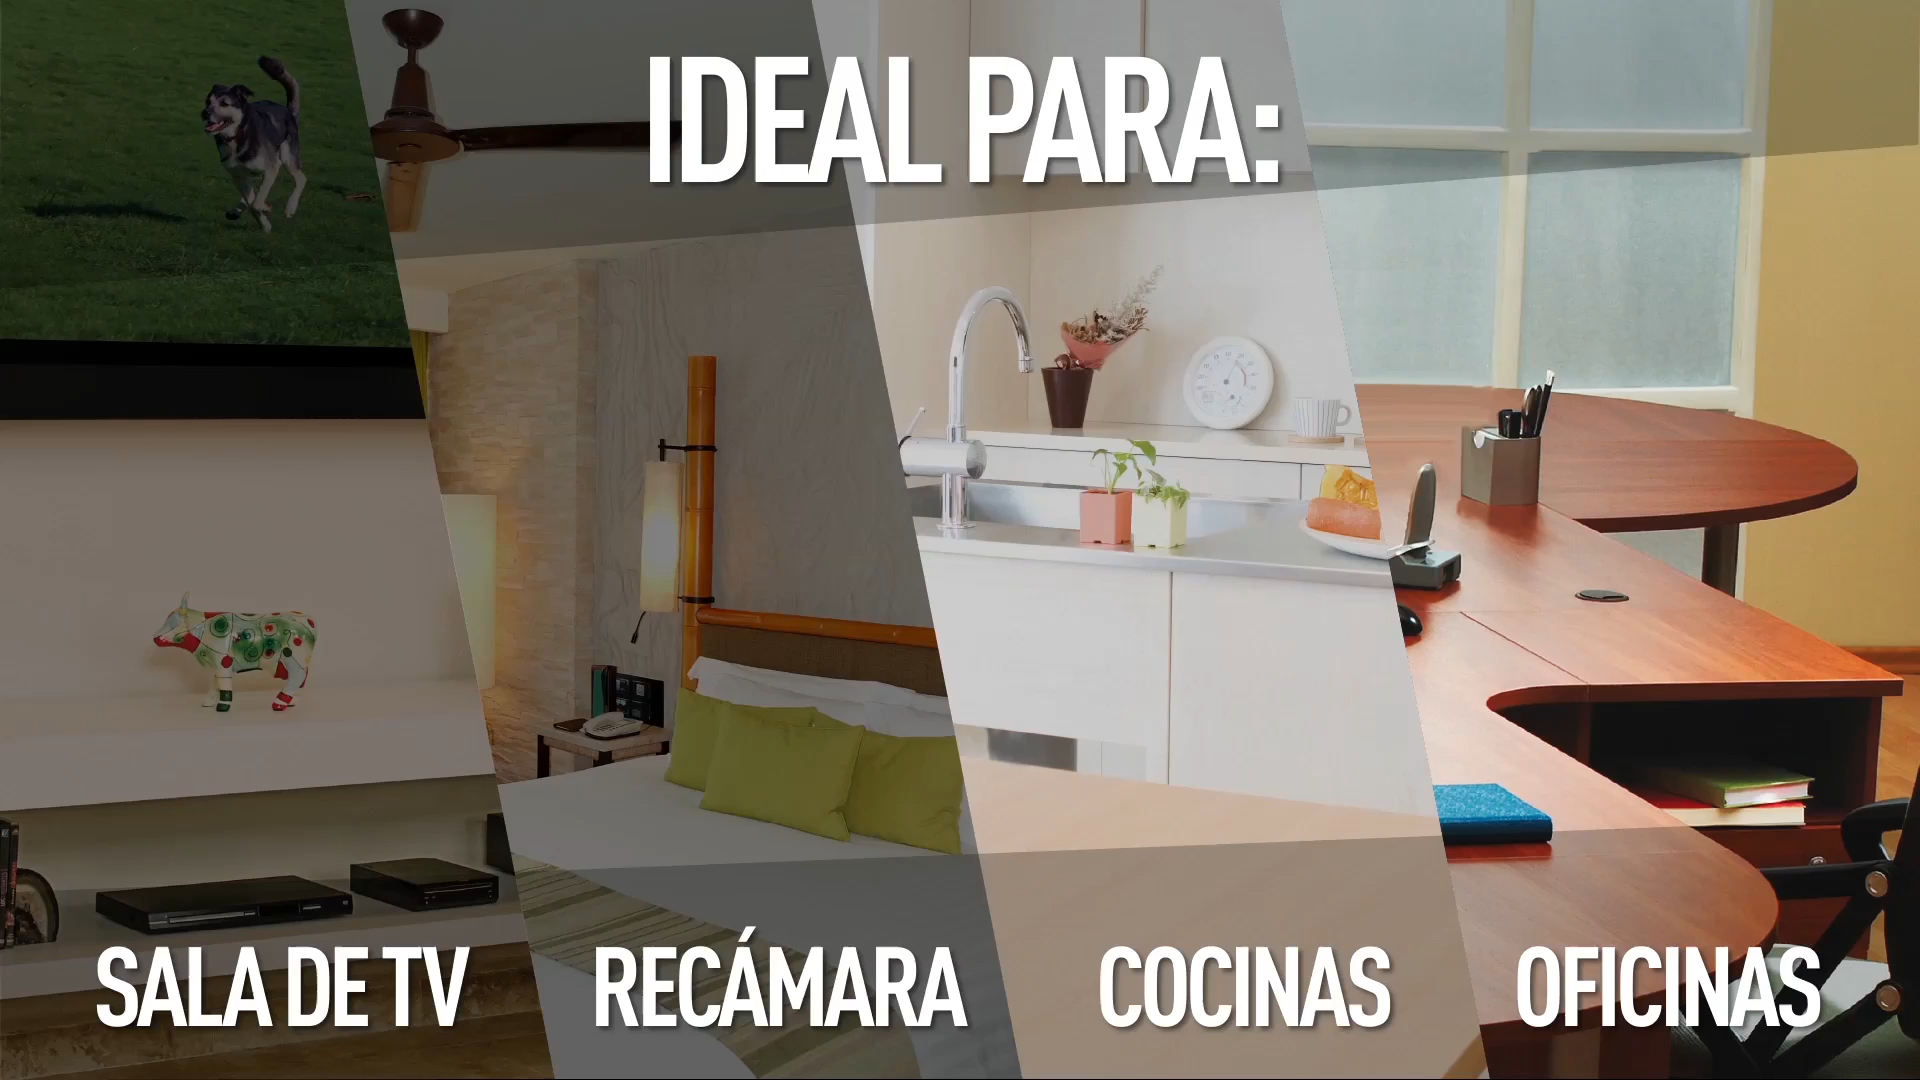 IDEAL PARA:
SALA DE TV
RECÁMARA
COCINAS
OFICINAS